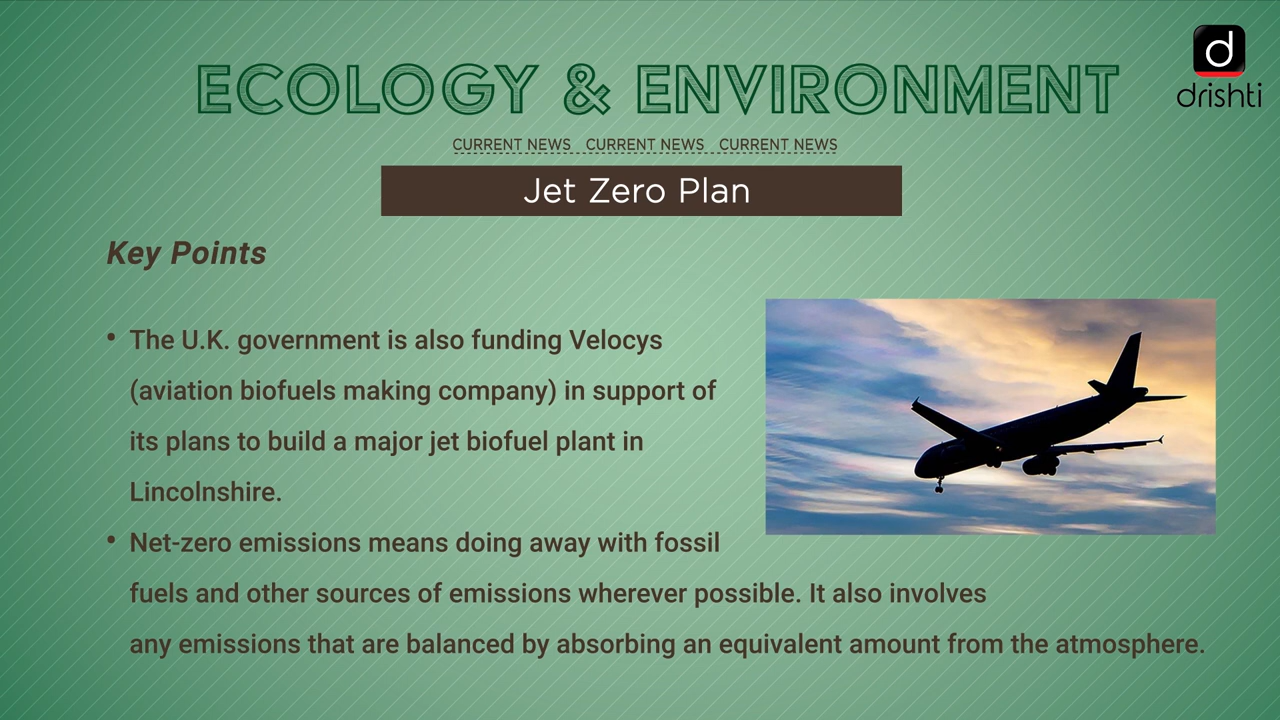 ECOLOGY & ENVIRONMENT
d
drishti
CURRENT NEWS CURRENT NEWS CURRENT NEWS
Jet Zero Plan
Key Points
• The U.K. government is also funding Velocys
(aviation biofuels making company) in support of
its plans to build a major jet biofuel plant in
Lincolnshire.
• Net-zero emissions means doing away with fossil
fuels and other sources of emissions wherever possible. It also involves
any emissions that are balanced by absorbing an equivalent amount from the atmosphere.